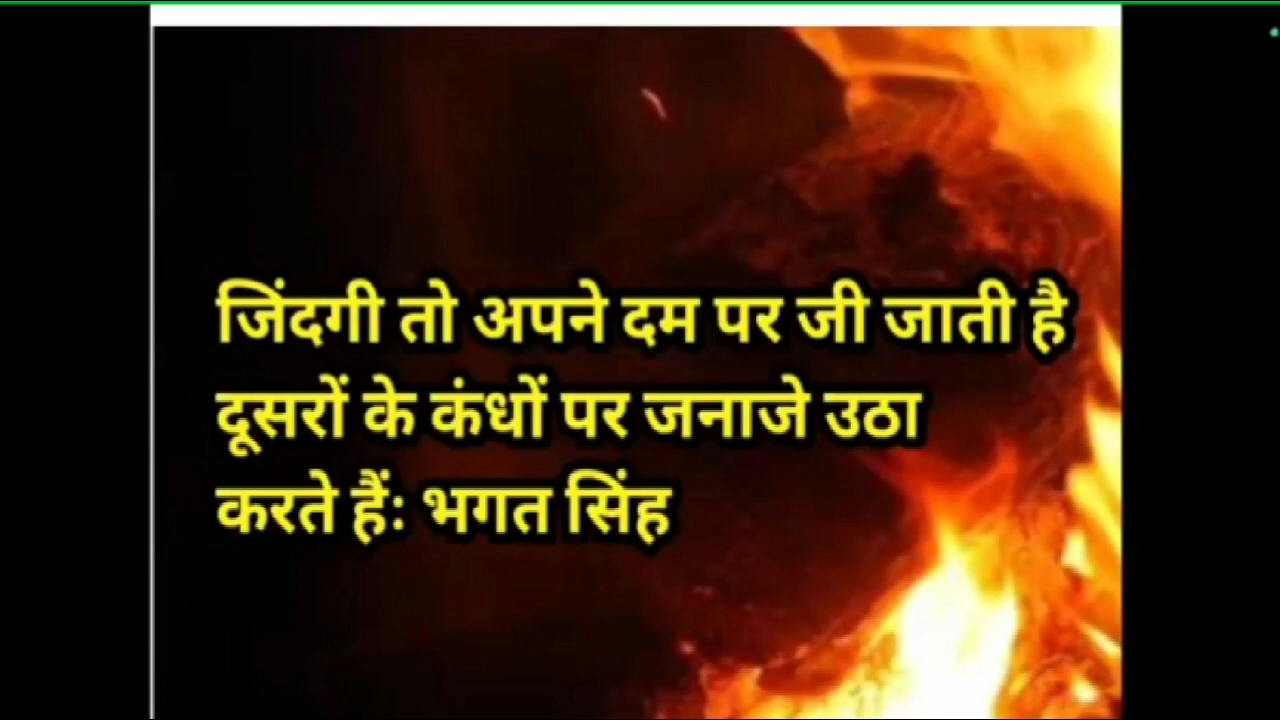 जिंदगी तो अपने दम पर जी जाती है
दूसरों के कंधों पर जनाजे उठा
करते हैंः भगत सिंह